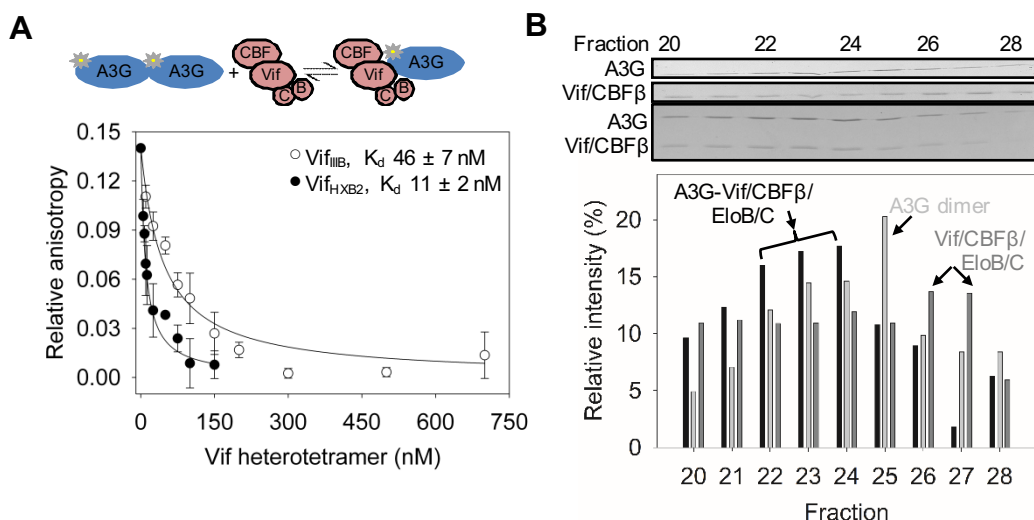 A
CBF
A3G
A3G
+
Vif
C
B
CBF
Vif
A3G
C
B
Relative anisotropy
0.15
0.12
0.09
0.06
0.03
0.00
VifIIIB, Kd 46 ± 7 nM
VifHXB2, Kd 11 ± 2 nM
0
150
300
450
600
750
Vif heterotetramer (nM)
B
Fraction 20 22 24 26 28
A3G
Vif/CBFβ
A3G
Vif/CBFβ
Relative intensity (%)
20
15
10
5
0
A3G-Vif/CBFβ/
EloB/C
A3G dimer
Vif/CBFβ/
EloB/C
20 21 22 23 24 25 26 27 28
Fraction